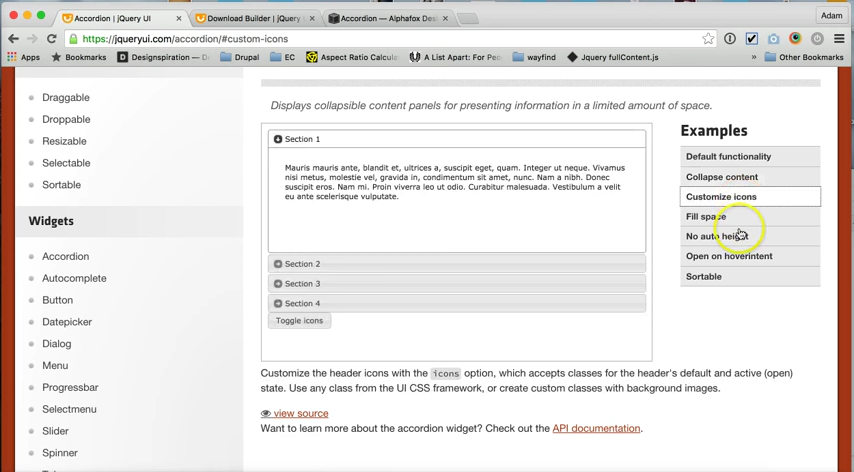 Accordion | jQuery UI
Download Builder | jQuery
Accordion — Alphafox Des
Adam
https://jqueryui.com/accordion/#custom-icons
Apps
Bookmarks
Designspiration —
Drupal
EC
Aspect Ratio Calcula
A List Apart: For Peo
wayfind
Jquery fullContent.js
»
Other Bookmarks
Draggable
Droppable
Resizable
Selectable
Sortable
Widgets
Accordion
Autocomplete
Button
Datepicker
Dialog
Menu
Progressbar
Selectmenu
Slider
Spinner
Displays collapsible content panels for presenting information in a limited amount of space.
Section 1
Mauris mauris ante, blandit et, ultrices a, suscipit eget, quam. Integer ut neque. Vivamus
nisi metus, molestie vel, gravida in, condimentum sit amet, nunc. Nam a nibh. Donec
suscipit eros. Nam mi. Proin viverra leo ut odio. Curabitur malesuada. Vestibulum a velit
eu ante scelerisque vulputate.
Section 2
Section 3
Section 4
Toggle icons
Customize the header icons with the icons option, which accepts classes for the header's default and active (open)
state. Use any class from the UI CSS framework, or create custom classes with background images.
view source
Want to learn more about the accordion widget? Check out the API documentation.
Examples
Default functionality
Collapse content
Customize icons
Fill space
No auto height
Open on hoverintent
Sortable